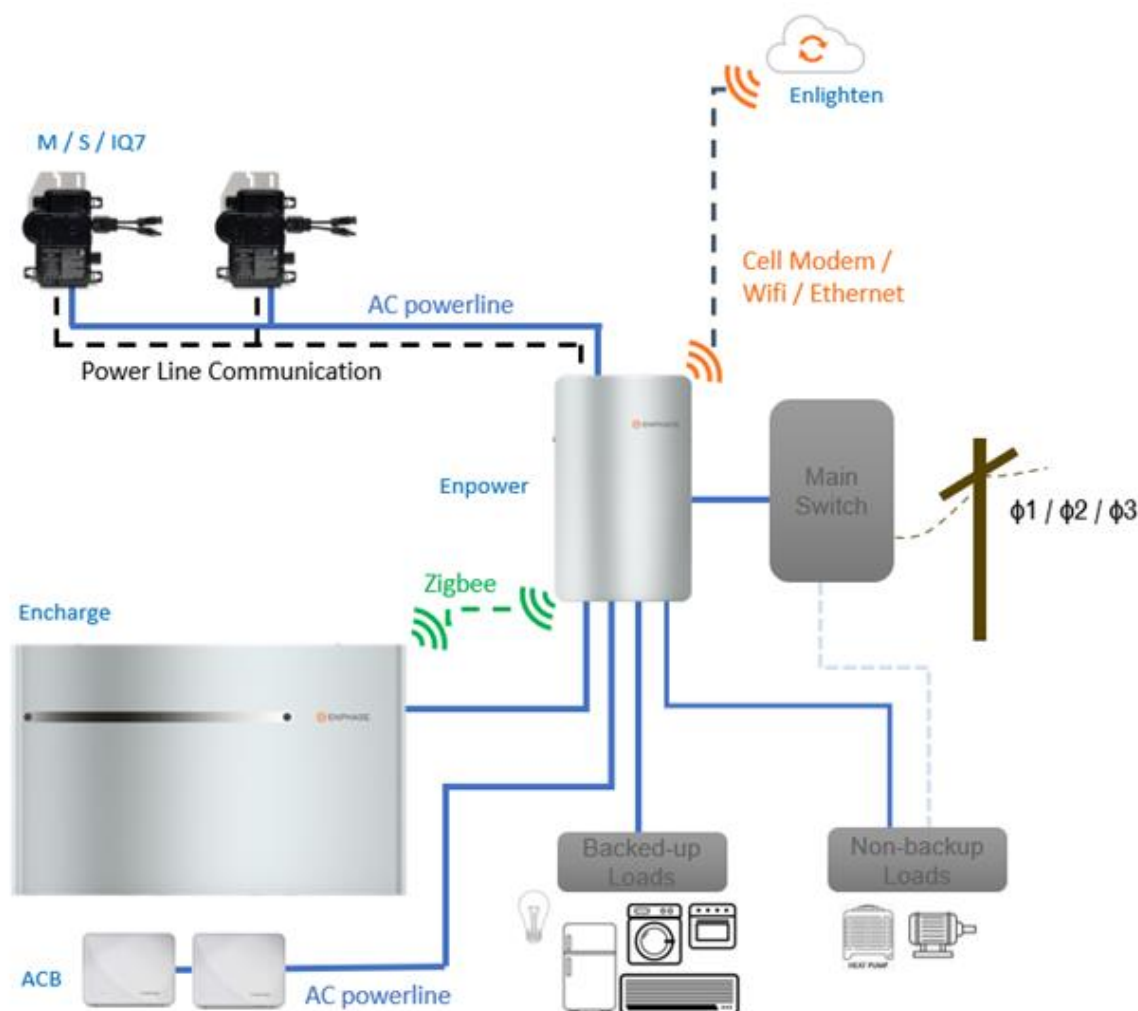 Enlighten
M / S / IQ7
Cell Modem /
Wifi / Ethernet
AC powerline
Power Line Communication
ENPHASE
Enpower
Main
Switch
ϕ1 / ϕ2 / ϕ3
Zigbee
Encharge
ENPHASE
Backed-up
Loads
Non-backup
Loads
HEAT PUMP
ACB
AC powerline